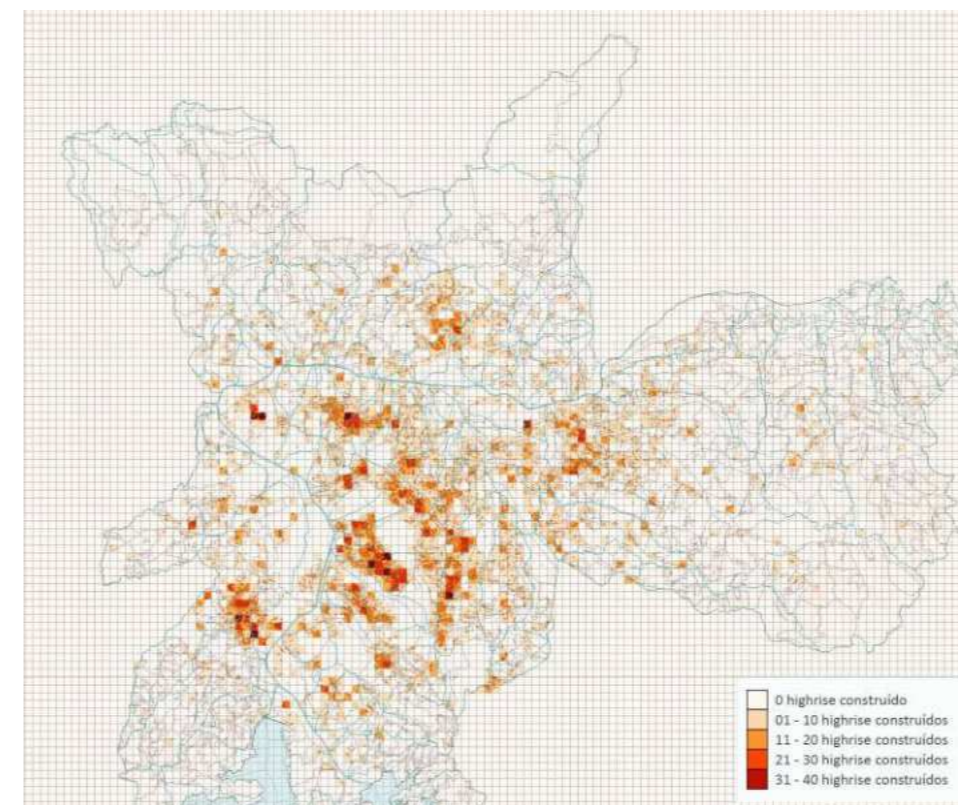 0 highrise construído
01 - 10 highrise construídos
11 - 20 highrise construídos
21 - 30 highrise construídos
31 - 40 highrise construídos